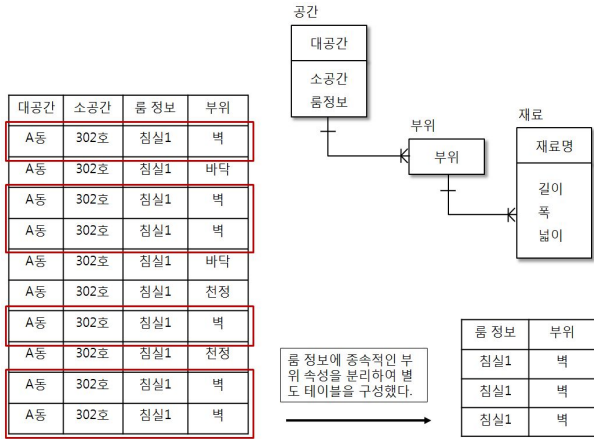 공간
대공간
소공간
룸정보
부위
부위
재료
재료명
길이
폭
넓이
대공간 소공간 룸 정보 부위
A동 302호 침실1 벽
A동 302호 침실1 바닥
A동 302호 침실1 벽
A동 302호 침실1 벽
A동 302호 침실1 바닥
A동 302호 침실1 천정
A동 302호 침실1 벽
A동 302호 침실1 천정
A동 302호 침실1 벽
A동 302호 침실1 벽
룸 정보에 종속적인 부
위 속성을 분리하여 별
도 테이블을 구성했다.
룸 정보 부위
침실1 벽
침실1 벽
침실1 벽